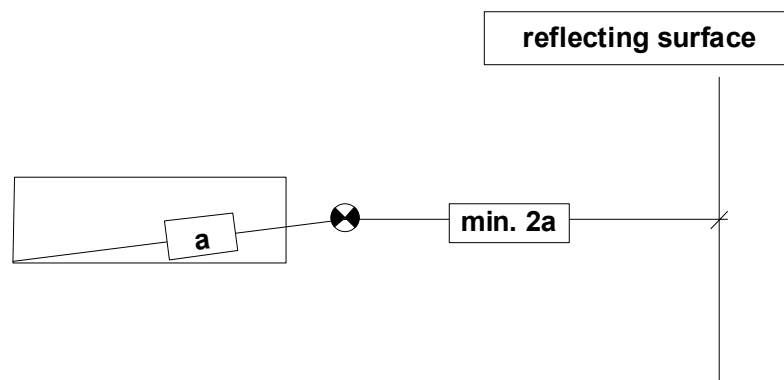 reflecting surface
min. 2a
a